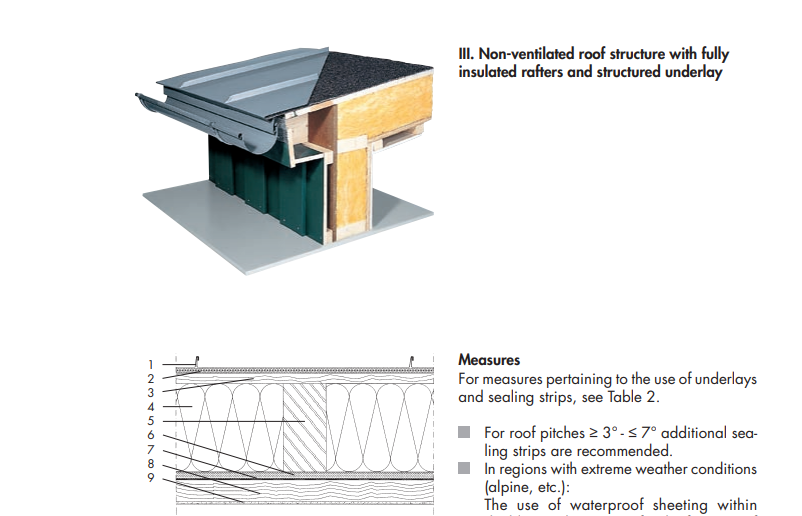 III. Non-ventilated roof structure with fully
insulated rafters and structured underlay
1
2
3
4
5
6
7
8
9
Measures
For measures pertaining to the use of underlays
and sealing strips, see Table 2.
For roof pitches ≥ 3° - ≤ 7° additional sea-
ling strips are recommended.
In regions with extreme weather conditions
(alpine, etc.):
The use of waterproof sheeting within